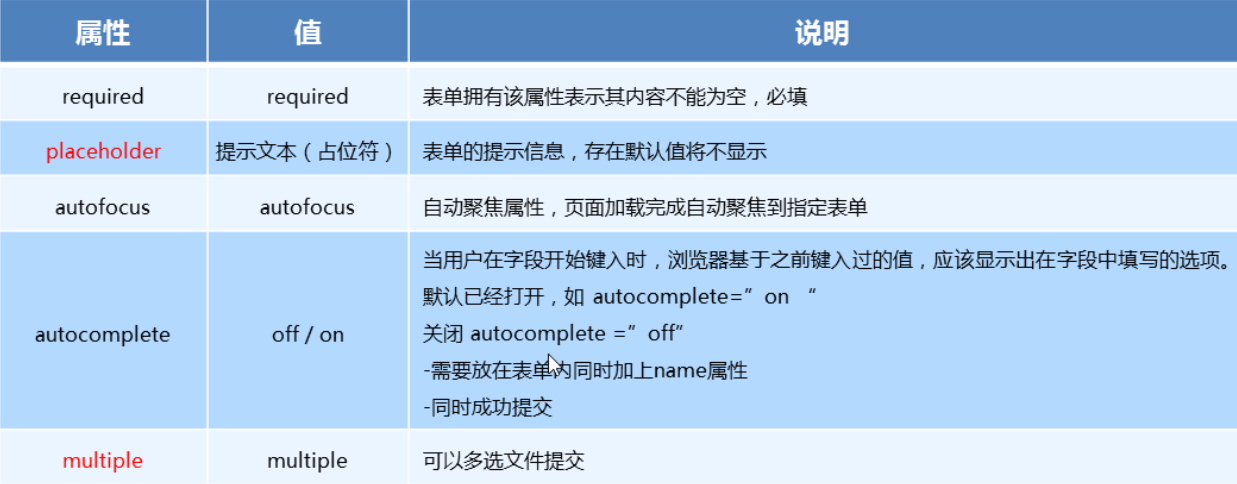 属性 值 说明
required required 表单拥有该属性表示其内容不能为空，必填
placeholder 提示文本（占位符） 表单的提示信息，存在默认值将不显示
autofocus autofocus 自动聚焦属性，页面加载完成自动聚焦到指定表单
autocomplete off / on 当用户在字段开始键入时，浏览器基于之前键入过的值，应该显示出在字段中填写的选项。
默认已经打开，如 autocomplete=”on “
关闭 autocomplete =”off”
-需要放在表单内同时加上name属性
-同时成功提交
multiple multiple 可以多选文件提交